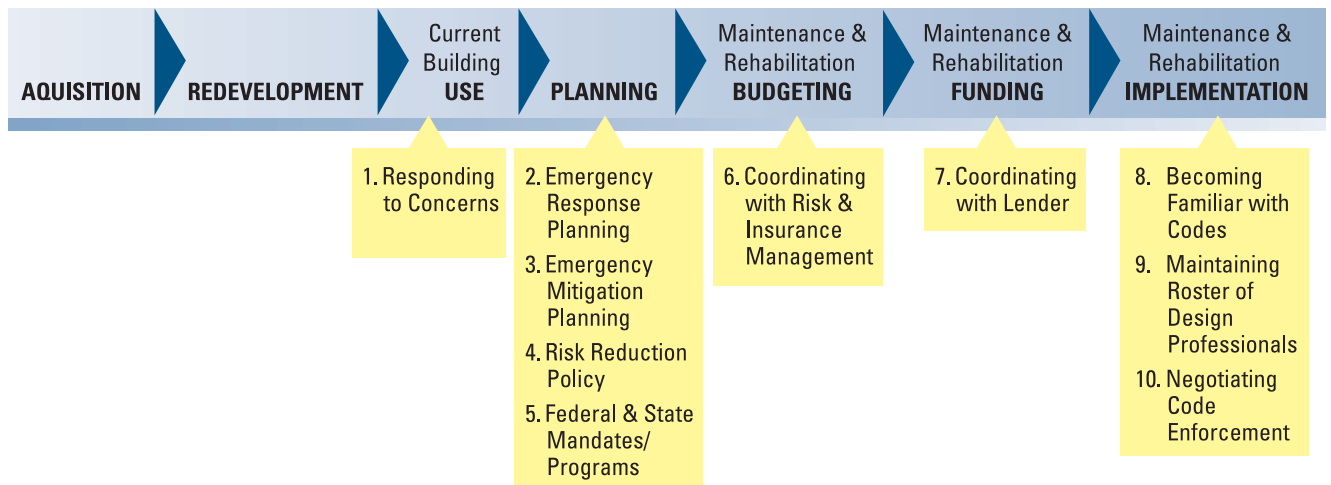 AQUISITION
REDEVELOPMENT
Current
Building
USE
PLANNING
Maintenance &
Rehabilitation
BUDGETING
Maintenance &
Rehabilitation
FUNDING
Maintenance &
Rehabilitation
IMPLEMENTATION
1. Responding
to Concerns
2. Emergency
Response
Planning
3. Emergency
Mitigation
Planning
4. Risk Reduction
Policy
5. Federal & State
Mandates/
Programs
6. Coordinating
with Risk &
Insurance
Management
7. Coordinating
with Lender
8. Becoming
Familiar with
Codes
9. Maintaining
Roster of
Design
Professionals
10. Negotiating
Code
Enforcement